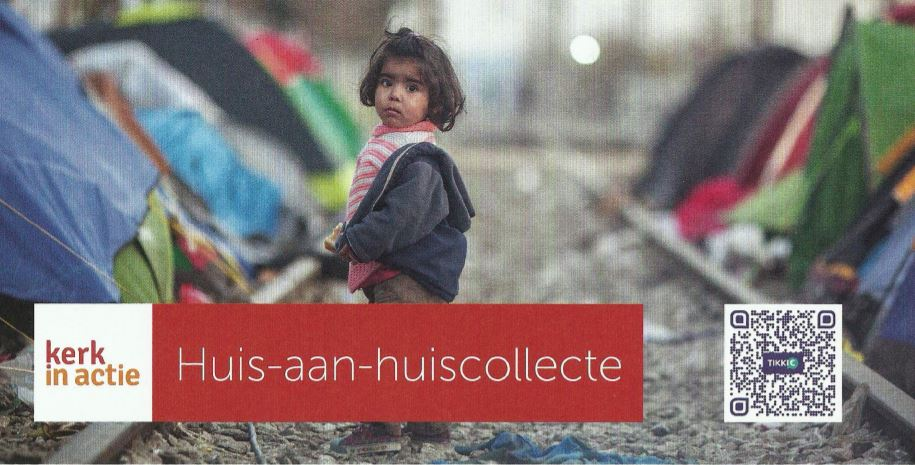 kerk
in actie
Huis-aan-huiscollecte
TIKKIE